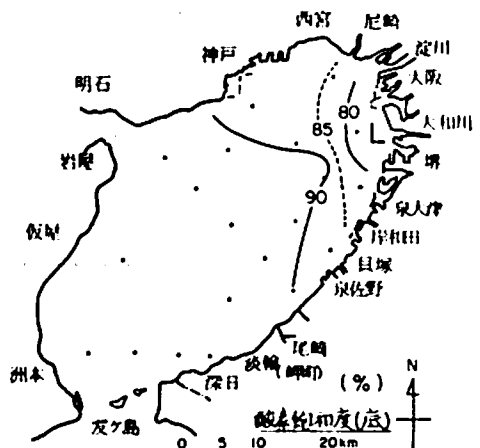 西宮
尼崎
淀川
神戸
大阪
明石
80
大和川
85
堺
岩屋
90
泉大津
仮屋
岸和田
貝塚
泉佐野
尾崎
淡輪
(岬町)
深日
(%)
N
洲本
酸素飽和度(底)
友ヶ島
0 5 10 20km
L